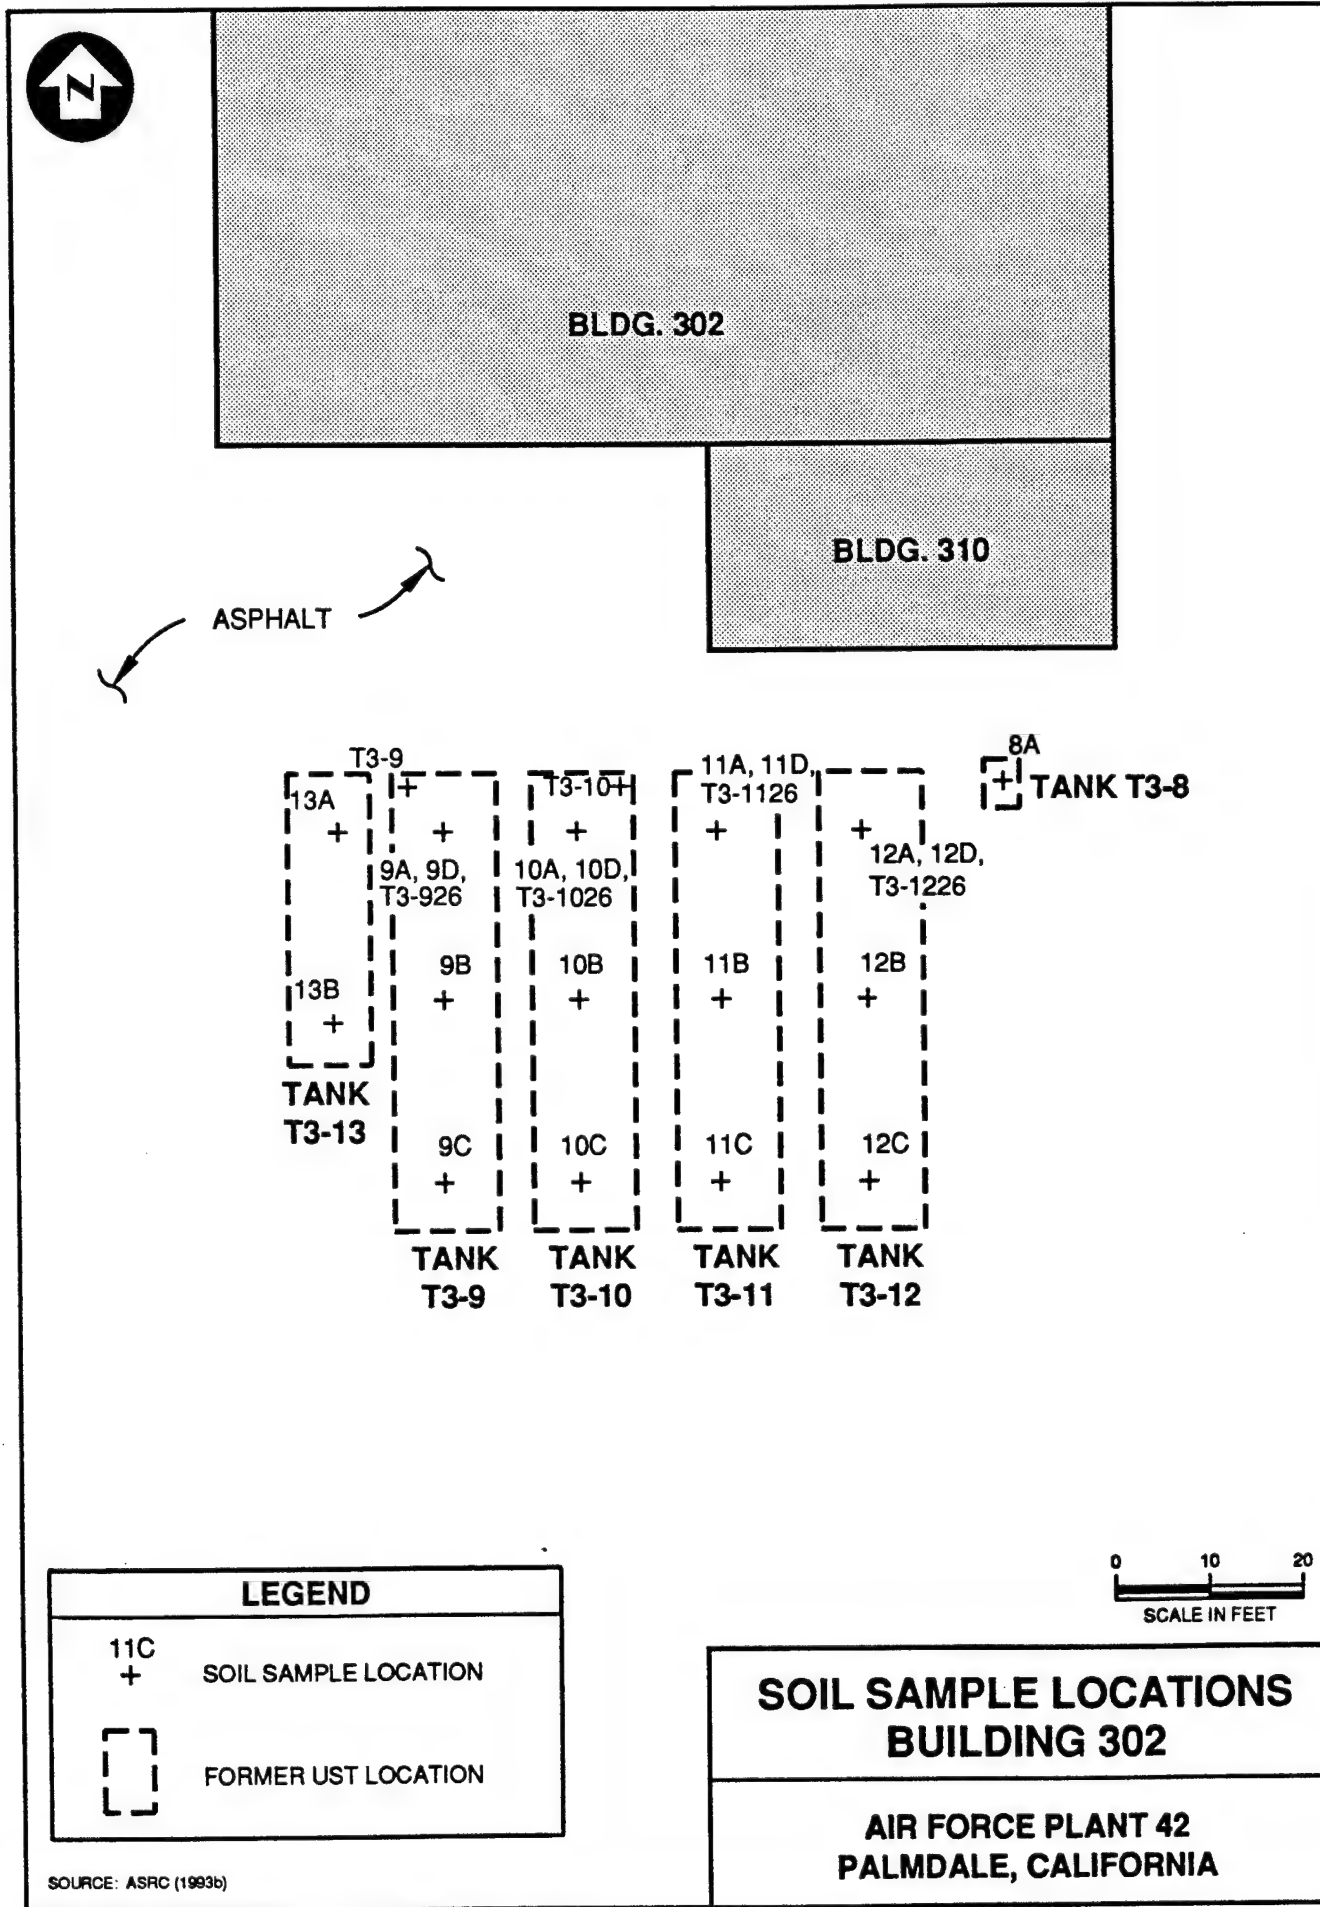 N
BLDG. 302
BLDG. 310
ASPHALT
T3-9
13A
T3-10
11A, 11D,
T3-1126
8A
TANK T3-8
9A, 9D,
T3-926
10A, 10D,
T3-1026
12A, 12D,
T3-1226
13B
9B
10B
11B
12B
TANK
T3-13
9C
10C
11C
12C
TANK
T3-9
TANK
T3-10
TANK
T3-11
TANK
T3-12
0 10 20
SCALE IN FEET
LEGEND
11C
SOIL SAMPLE LOCATION
FORMER UST LOCATION
SOURCE: ASRC (1993b)
SOIL SAMPLE LOCATIONS
BUILDING 302
AIR FORCE PLANT 42
PALMDALE, CALIFORNIA